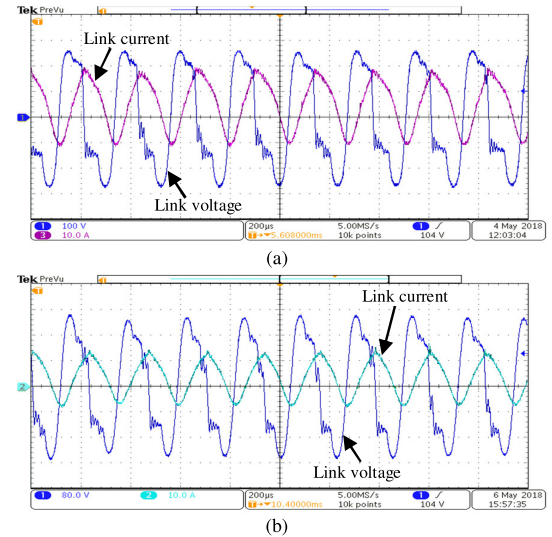 Tek PreVu
T
T
Link current
1
Link voltage
1 100 V
3 10.0 A
200µs
T→▼5.608000ms
5.00MS/s
10k points
1 ∫
104 V
4 May 2018
12:03:04
(a)
Tek PreVu
T
T
Link current
2
Link voltage
1 80.0 V 2 10.0 A
200µs
T→▼10.40000ms
5.00MS/s
10k points
1 ∫
104 V
6 May 2018
15:57:35
(b)